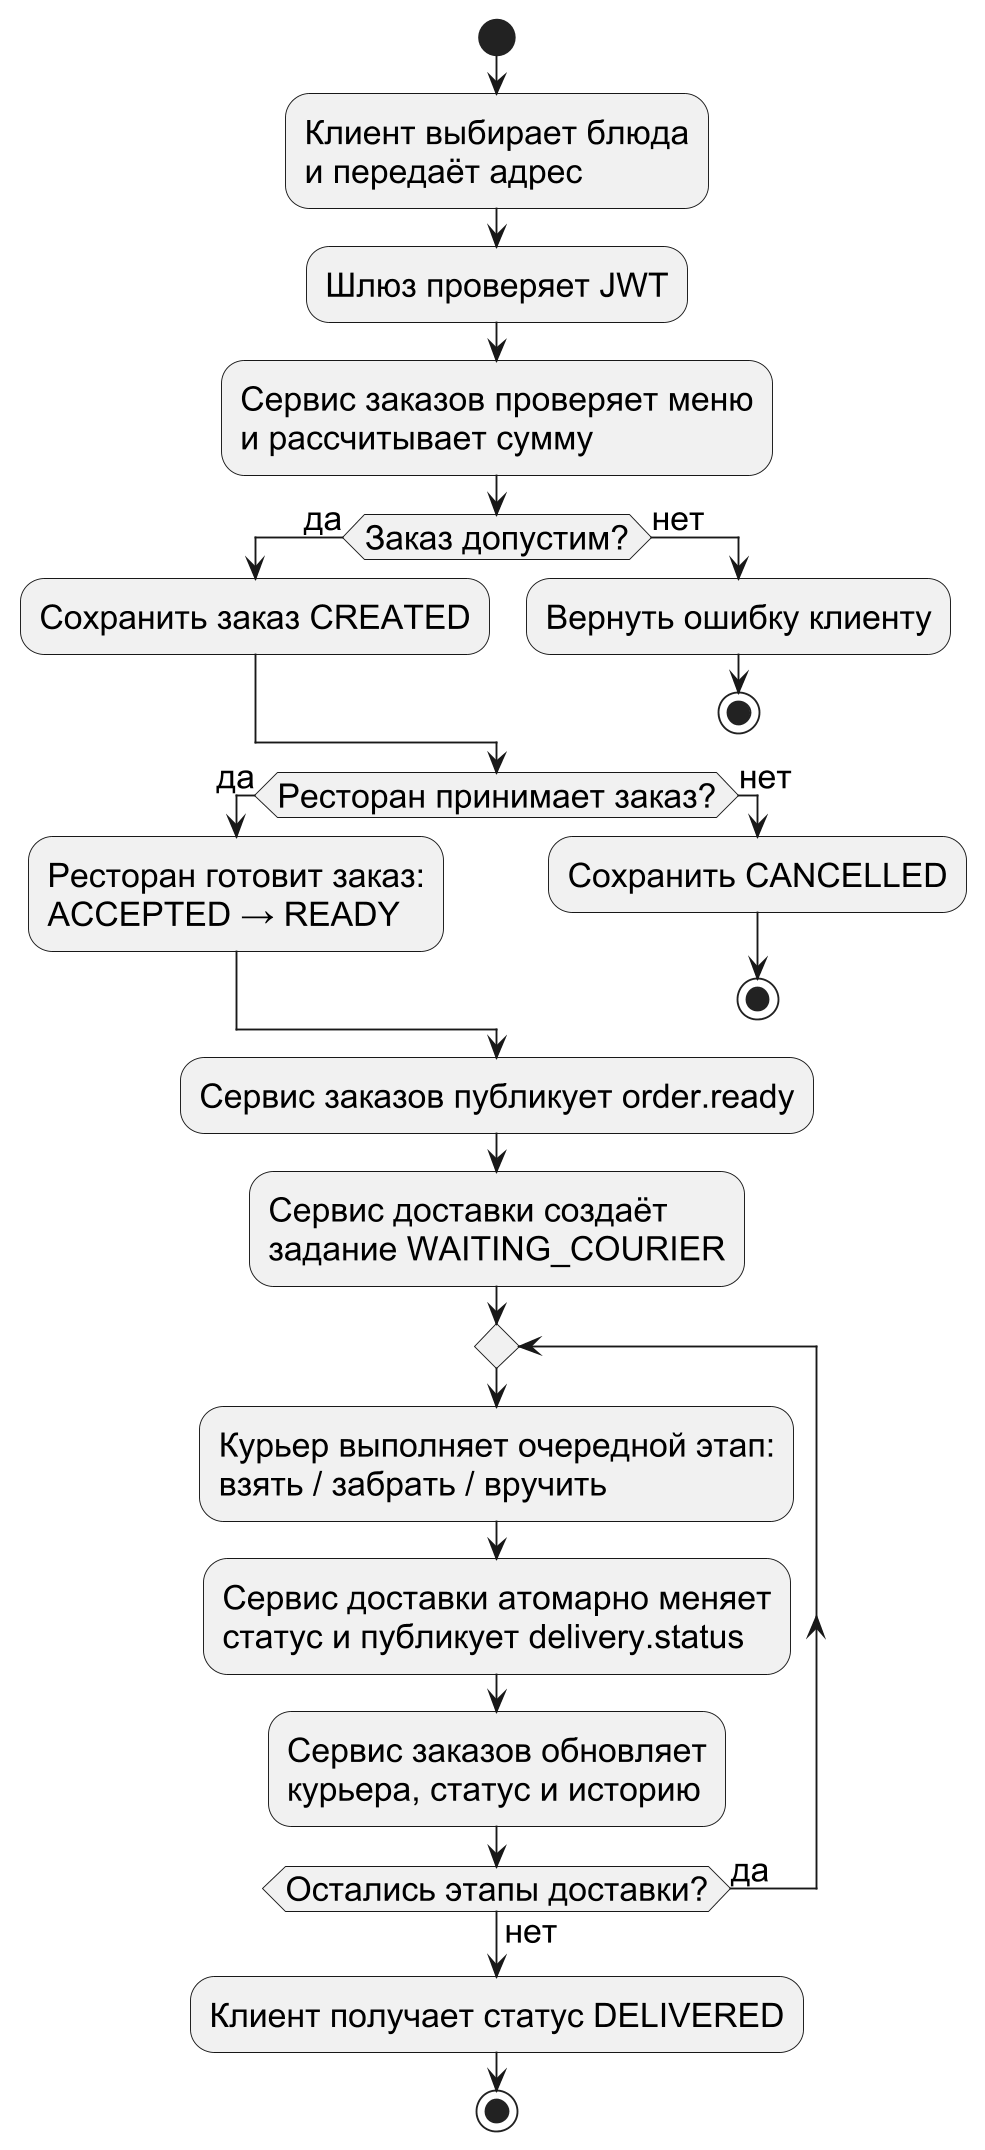 Клиент выбирает блюда
и передаёт адрес
Шлюз проверяет JWT
Сервис заказов проверяет меню
и рассчитывает сумму
да
Заказ допустим?
нет
Сохранить заказ CREATED
Вернуть ошибку клиенту
да
Ресторан принимает заказ?
нет
Ресторан готовит заказ:
ACCEPTED → READY
Сохранить CANCELLED
Сервис заказов публикует order.ready
Сервис доставки создаёт
задание WAITING_COURIER
Курьер выполняет очередной этап:
взять / забрать / вручить
Сервис доставки атомарно меняет
статус и публикует delivery.status
Сервис заказов обновляет
курьера, статус и историю
Остались этапы доставки?
да
нет
Клиент получает статус DELIVERED